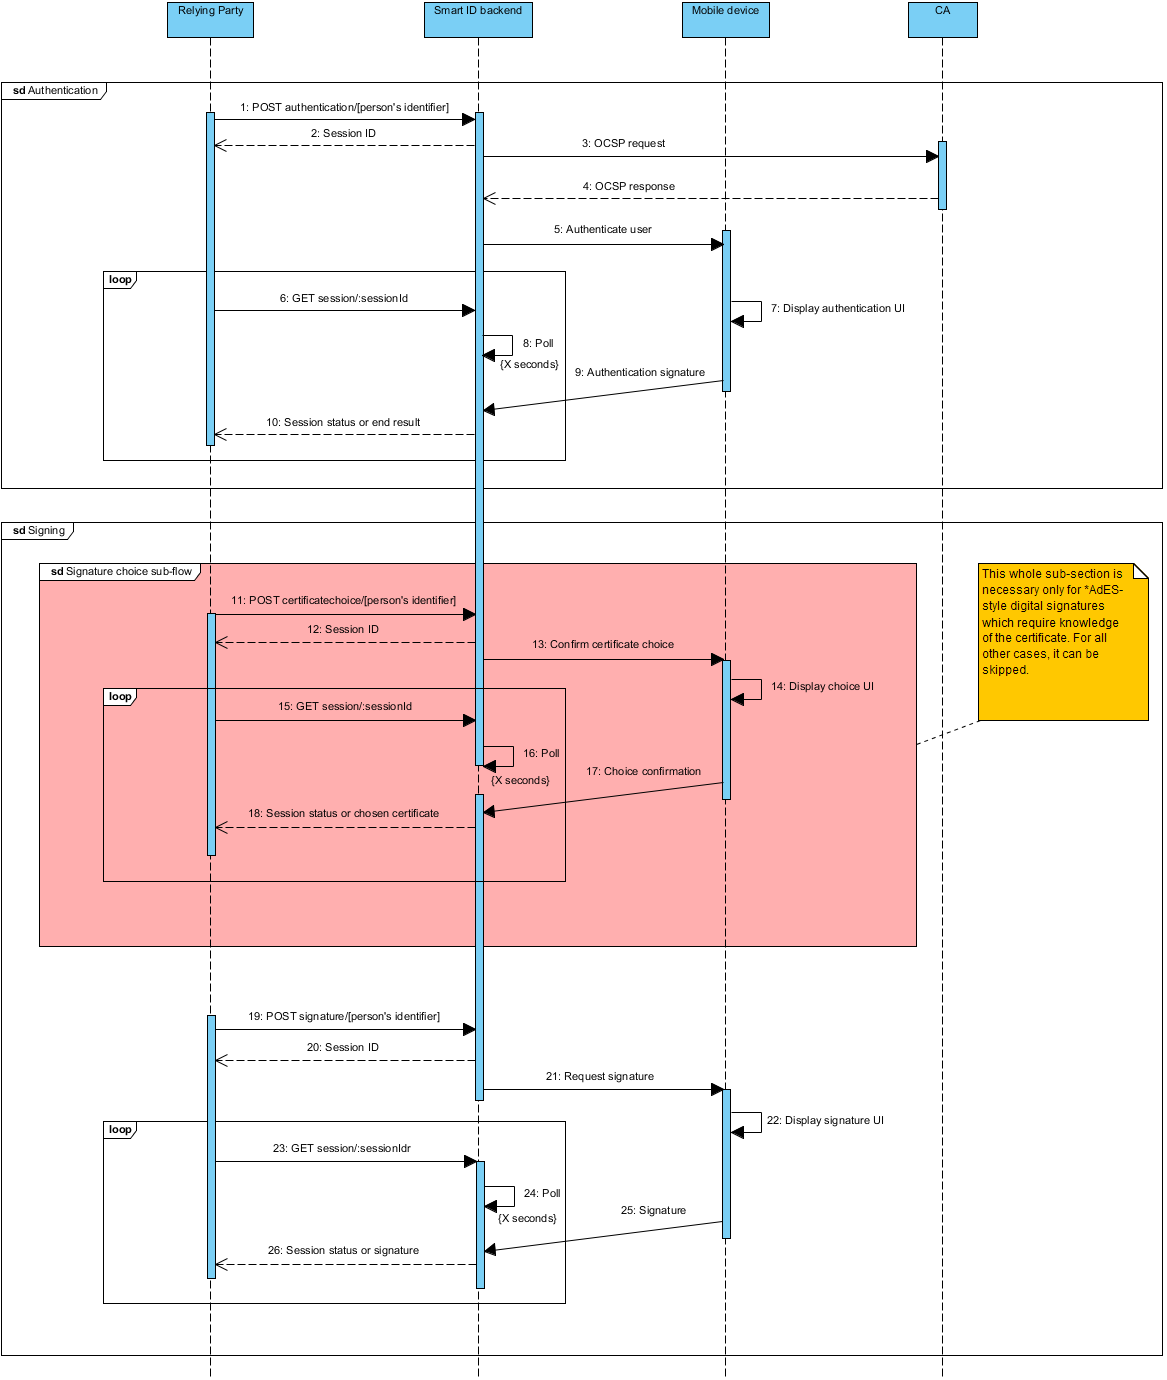 Relying Party
Smart ID backend
Mobile device
CA
sd Authentication
1: POST authentication/[person's identifier]
2: Session ID
3: OCSP request
4: OCSP response
5: Authenticate user
loop
6: GET session/:sessionId
7: Display authentication UI
8: Poll
{X seconds}
9: Authentication signature
10: Session status or end result
sd Signing
sd Signature choice sub-flow
This whole sub-section is
necessary only for *AdES-
style digital signatures
which require knowledge
of the certificate. For all
other cases, it can be
skipped.
11: POST certificatechoice/[person's identifier]
12: Session ID
13: Confirm certificate choice
14: Display choice UI
loop
15: GET session/:sessionId
16: Poll
{X seconds}
17: Choice confirmation
18: Session status or chosen certificate
19: POST signature/[person's identifier]
20: Session ID
21: Request signature
22: Display signature UI
loop
23: GET session/:sessionIdr
24: Poll
{X seconds}
25: Signature
26: Session status or signature